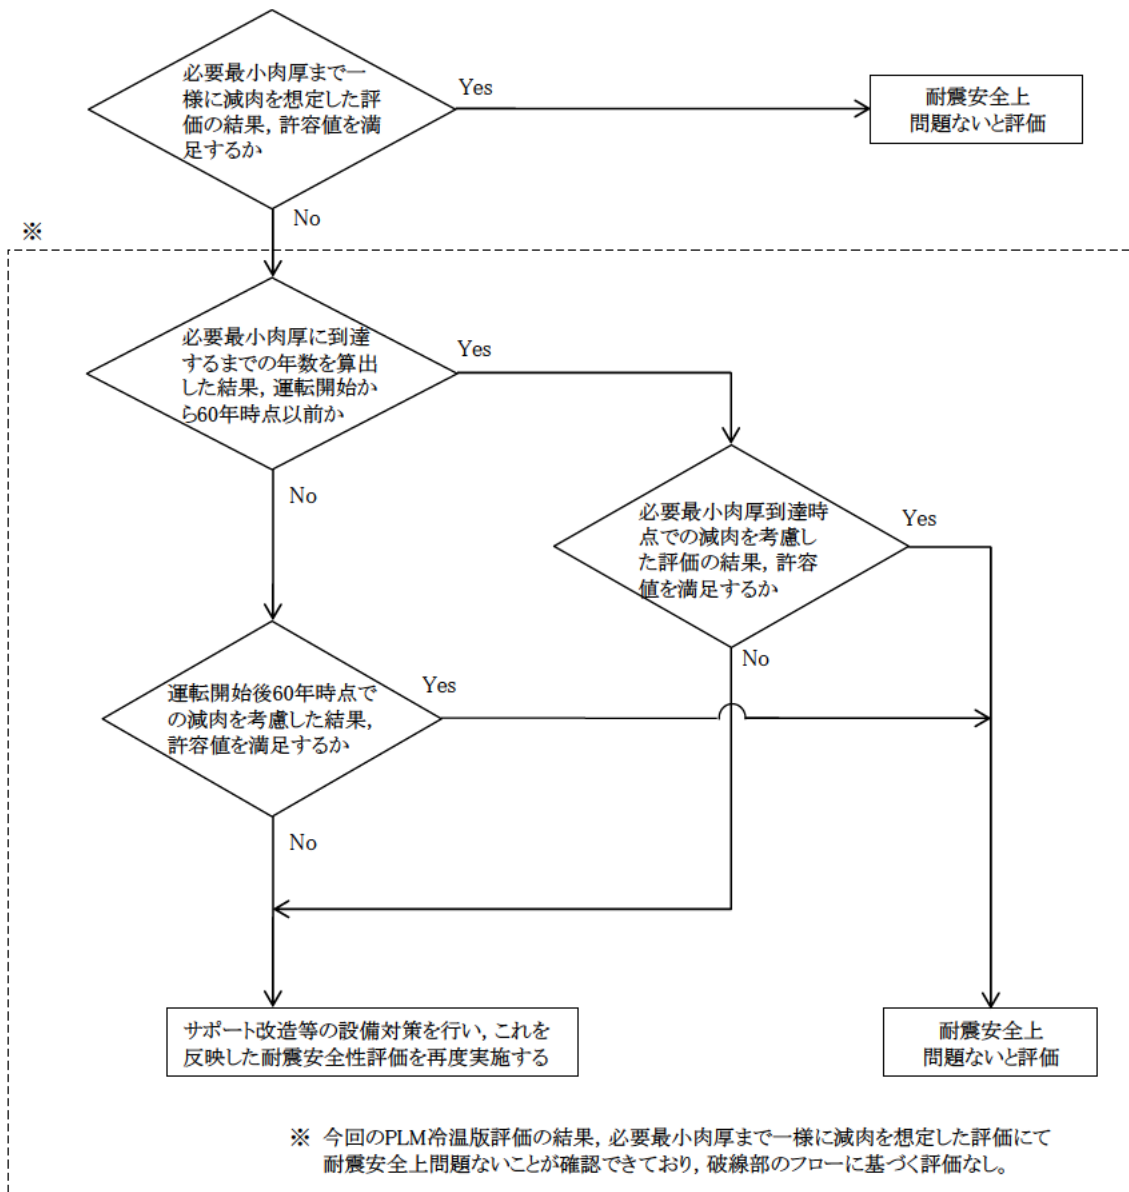 必要最小肉厚まで一
様に減肉を想定した評
価の結果，許容値を満
足するか
Yes
耐震安全上
問題ないと評価
No
※
必要最小肉厚に到達
するまでの年数を算出
した結果，運転開始か
ら60年時点以前か
Yes
No
必要最小肉厚到達時
点での減肉を考慮し
た評価の結果，許容
値を満足するか
Yes
No
運転開始後60年時点で
の減肉を考慮した結果，
許容値を満足するか
Yes
No
サポート改造等の設備対策を行い，これを
反映した耐震安全性評価を再度実施する
耐震安全上
問題ないと評価
※ 今回のPLM冷温版評価の結果，必要最小肉厚まで一様に減肉を想定した評価にて
耐震安全上問題ないことが確認できており，破線部のフローに基づく評価なし。